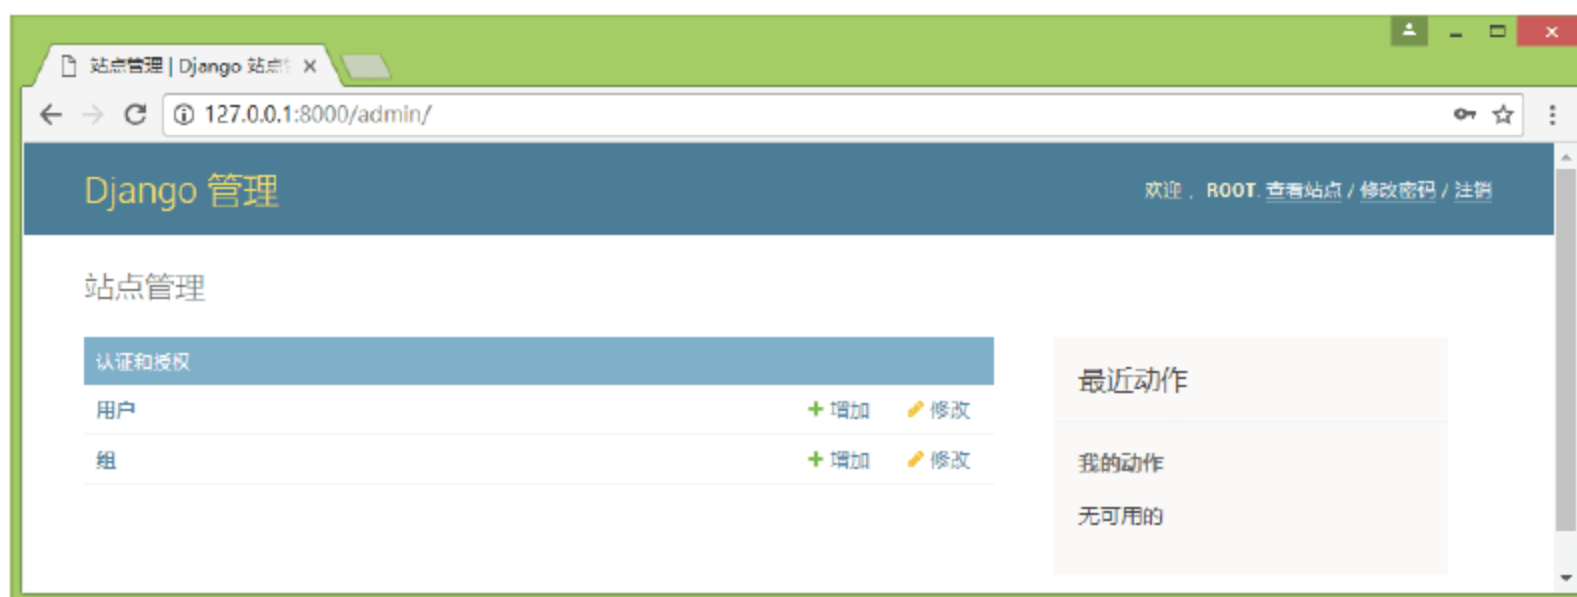 站点管理 | Django 站点
127.0.0.1:8000/admin/
Django 管理
欢迎， ROOT. 查看站点 / 修改密码 / 注销
站点管理
认证和授权
用户 增加 修改
组 增加 修改
最近动作
我的动作
无可用的